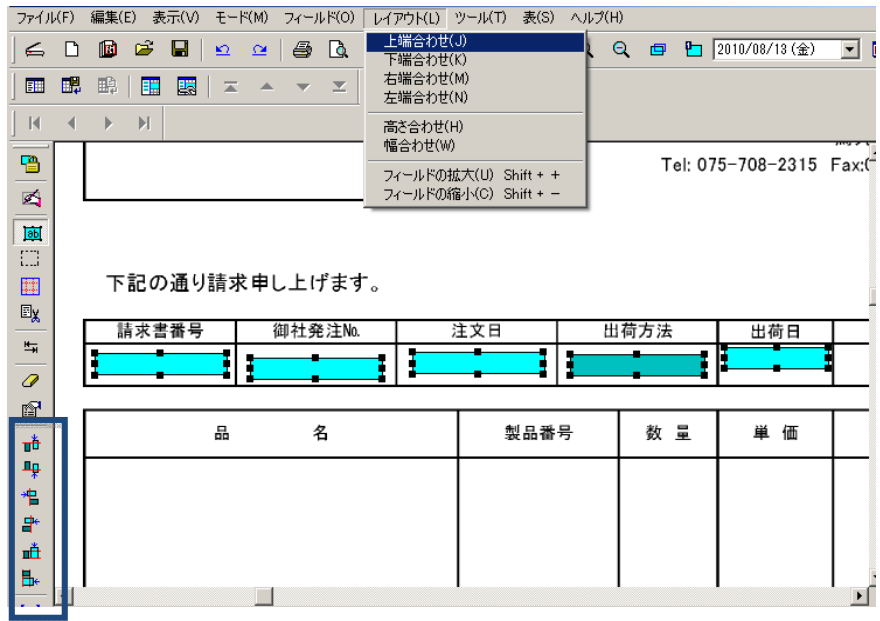 ファイル(F) 編集(E) 表示(V) モード(M) フィールド(O) レイアウト(L) ツール(T) 表(S) ヘルプ(H)
上端合わせ(J)
下端合わせ(K)
右端合わせ(M)
左端合わせ(N)
高さ合わせ(H)
幅合わせ(W)
フィールドの拡大(U) Shift + +
フィールドの縮小(C) Shift + −
2010/08/13 (金)
Tel: 075-708-2315 Fax:
下記の通り請求申し上げます。
請求書番号 御社発注No. 注文日 出荷方法 出荷日
品 名 製品番号 数 量 単 価